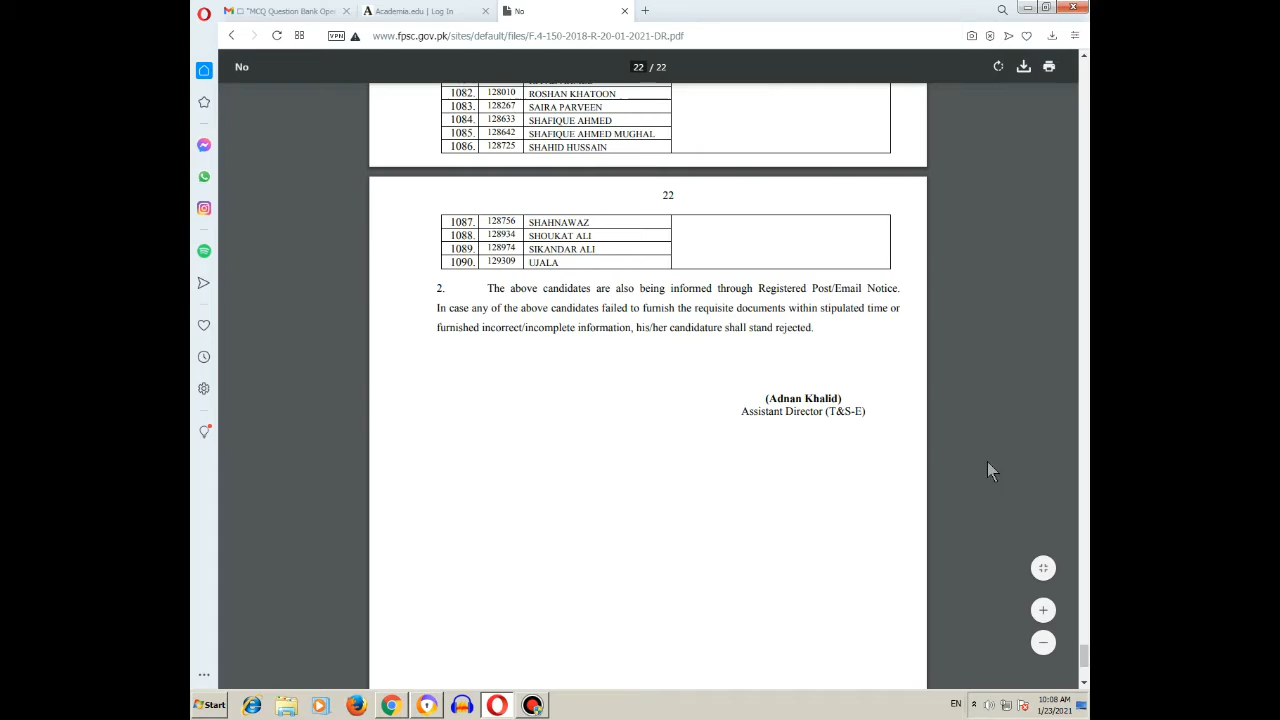 "MCQ Question Bank Ope
Academia.edu | Log In
No
VPN
www.fpsc.gov.pk/sites/default/files/F.4-150-2018-R-20-01-2021-DR.pdf
No
22 / 22
1082. 128010 ROSHAN KHATOON
1083. 128267 SAIRA PARVEEN
1084. 128633 SHAFIQUE AHMED
1085. 128642 SHAFIQUE AHMED MUGHAL
1086. 128725 SHAHID HUSSAIN
22
1087. 128756 SHAHNAWAZ
1088. 128934 SHOUKAT ALI
1089. 128974 SIKANDAR ALI
1090. 129309 UJALA
2. The above candidates are also being informed through Registered Post/Email Notice.
In case any of the above candidates failed to furnish the requisite documents within stipulated time or
furnished incorrect/incomplete information, his/her candidature shall stand rejected.
(Adnan Khalid)
Assistant Director (T&S-E)
Start
EN
10:08 AM
1/23/2021